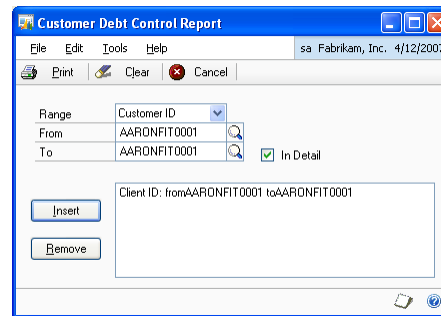 Customer Debt Control Report
File Edit Tools Help sa Fabrikam, Inc. 4/12/2007
Print Clear Cancel
Range Customer ID
From AARONFIT0001
To AARONFIT0001 In Detail
Client ID: fromAARONFIT0001 toAARONFIT0001
Insert
Remove